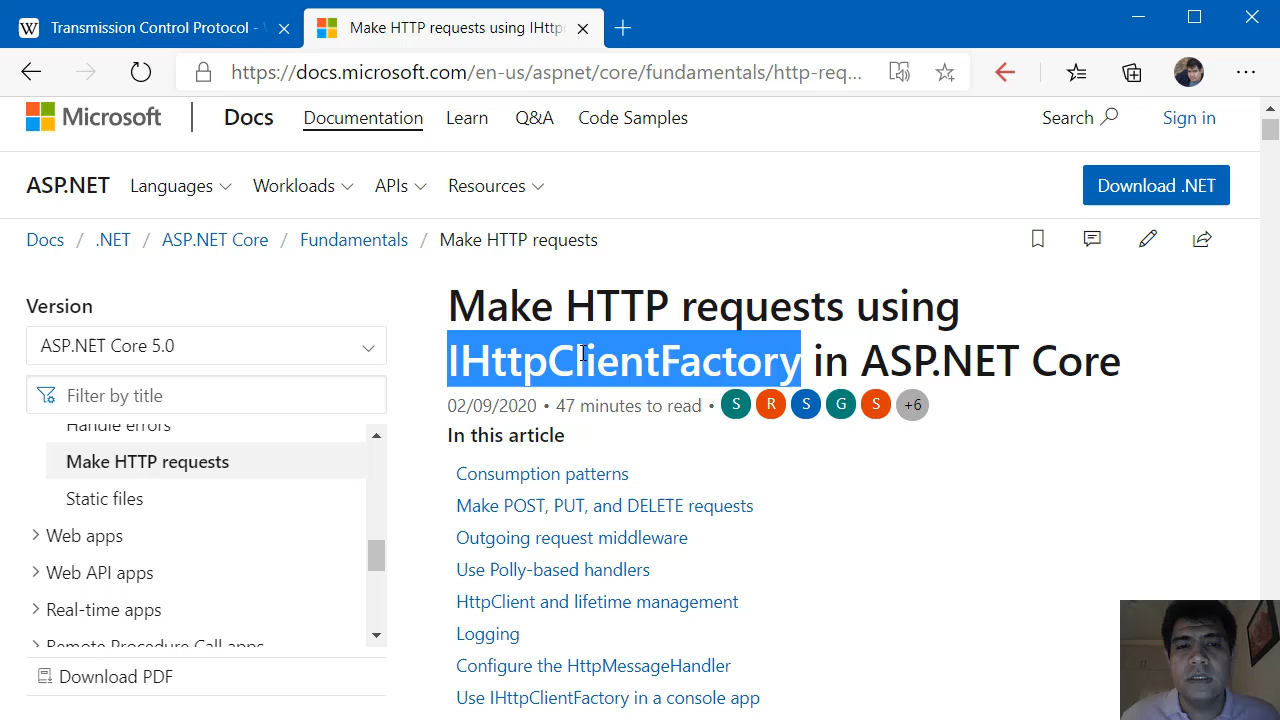 Transmission Control Protocol -
Make HTTP requests using IHttp
https://docs.microsoft.com/en-us/aspnet/core/fundamentals/http-req...
Microsoft Docs Documentation Learn Q&A Code Samples Search Sign in
ASP.NET Languages Workloads APIs Resources Download .NET
Docs / .NET / ASP.NET Core / Fundamentals / Make HTTP requests
Version
ASP.NET Core 5.0
Filter by title
Handle errors
Make HTTP requests
Static files
Web apps
Web API apps
Real-time apps
Remote Procedure Call apps
Download PDF
Make HTTP requests using
IHttpClientFactory in ASP.NET Core
02/09/2020 • 47 minutes to read • S R S G S +6
In this article
Consumption patterns
Make POST, PUT, and DELETE requests
Outgoing request middleware
Use Polly-based handlers
HttpClient and lifetime management
Logging
Configure the HttpMessageHandler
Use IHttpClientFactory in a console app